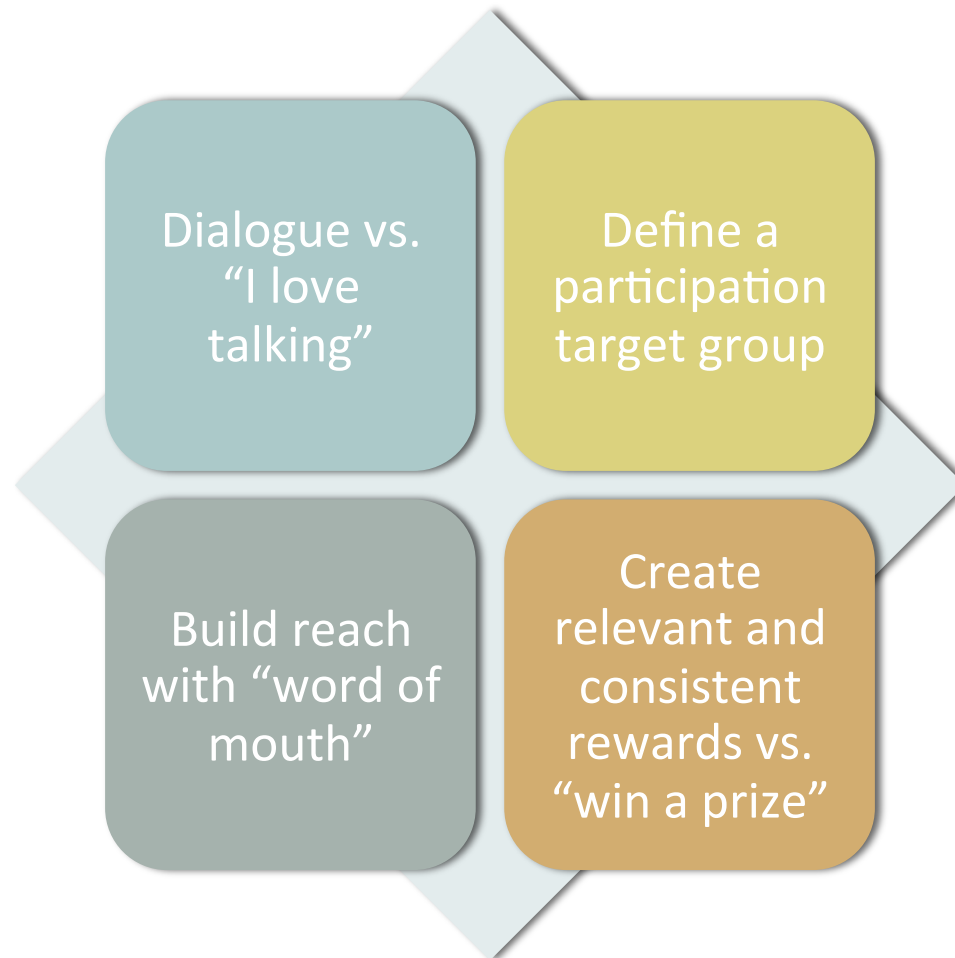 Dialogue vs.
“I love
talking”
Define a
participation
target group
Build reach
with “word of
mouth”
Create
relevant and
consistent
rewards vs.
“win a prize”